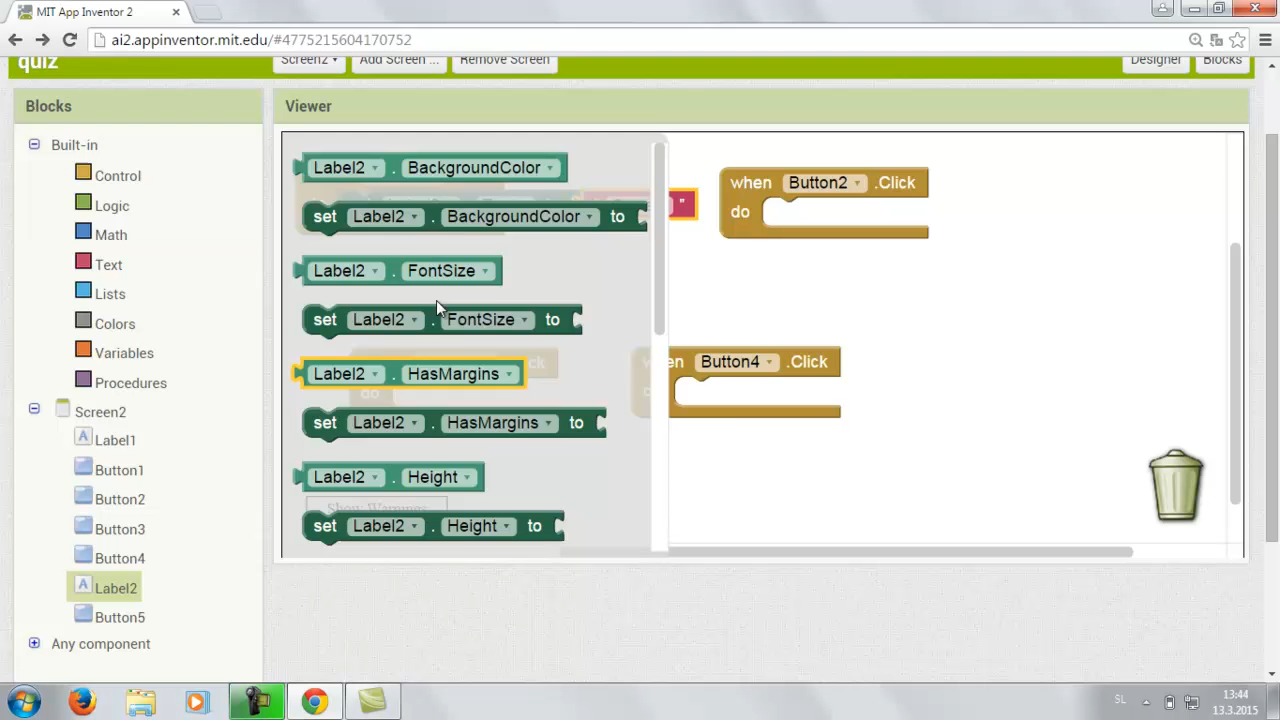 MIT App Inventor 2
ai2.appinventor.mit.edu/#4775215604170752
quiz
Screen2
Add Screen ...
Remove Screen
Designer
Blocks
Blocks
Viewer
Built-in
Control
Logic
Math
Text
Lists
Colors
Variables
Procedures
Screen2
Label1
Button1
Button2
Button3
Button4
Label2
Button5
Any component
Label2 . BackgroundColor
set Label2 . BackgroundColor to
Label2 . FontSize
set Label2 . FontSize to
Label2 . HasMargins
set Label2 . HasMargins to
Label2 . Height
Show Warnings
set Label2 . Height to
"
when Button2 .Click
do
Button4 .Click
do
SL
13:44
13.3.2015